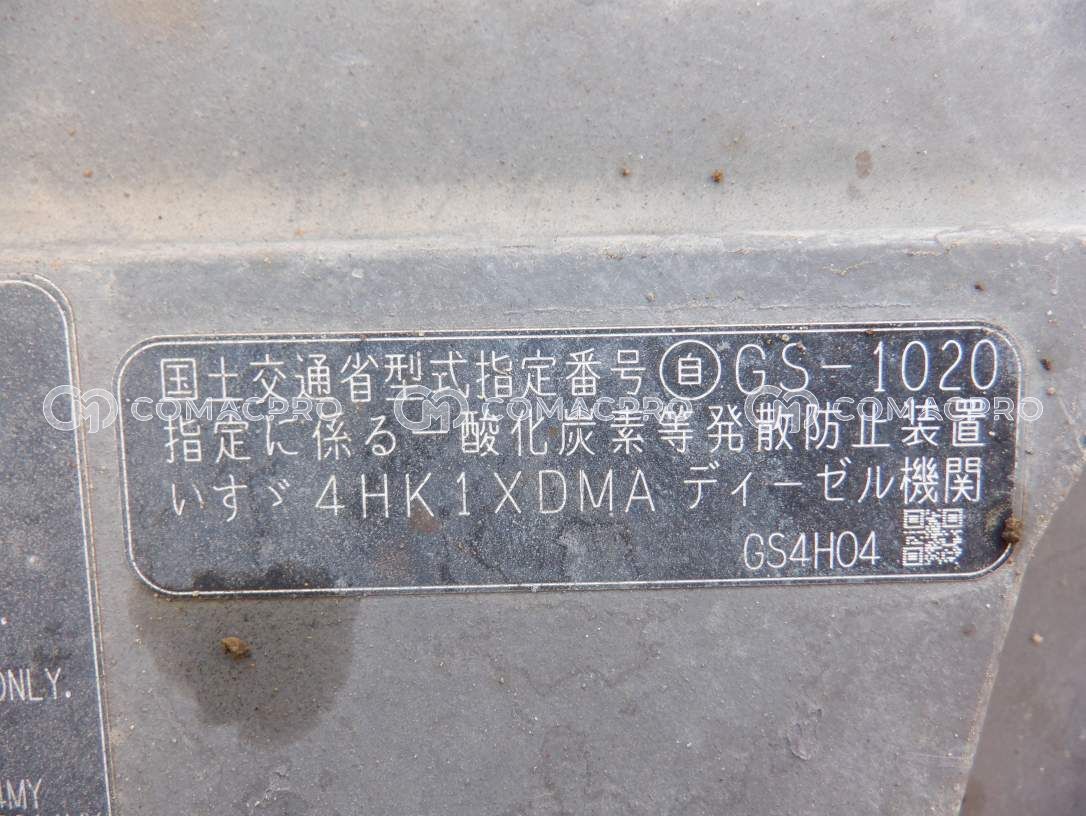 国土交通省型式指定番号 ㉂ GS-1020
指定に係る一酸化炭素等発散防止装置
いすゞ 4HK1XDMA ディーゼル機関
GS4H04
ONLY.
4MY
COMACPRO COMACPRO COMACPRO